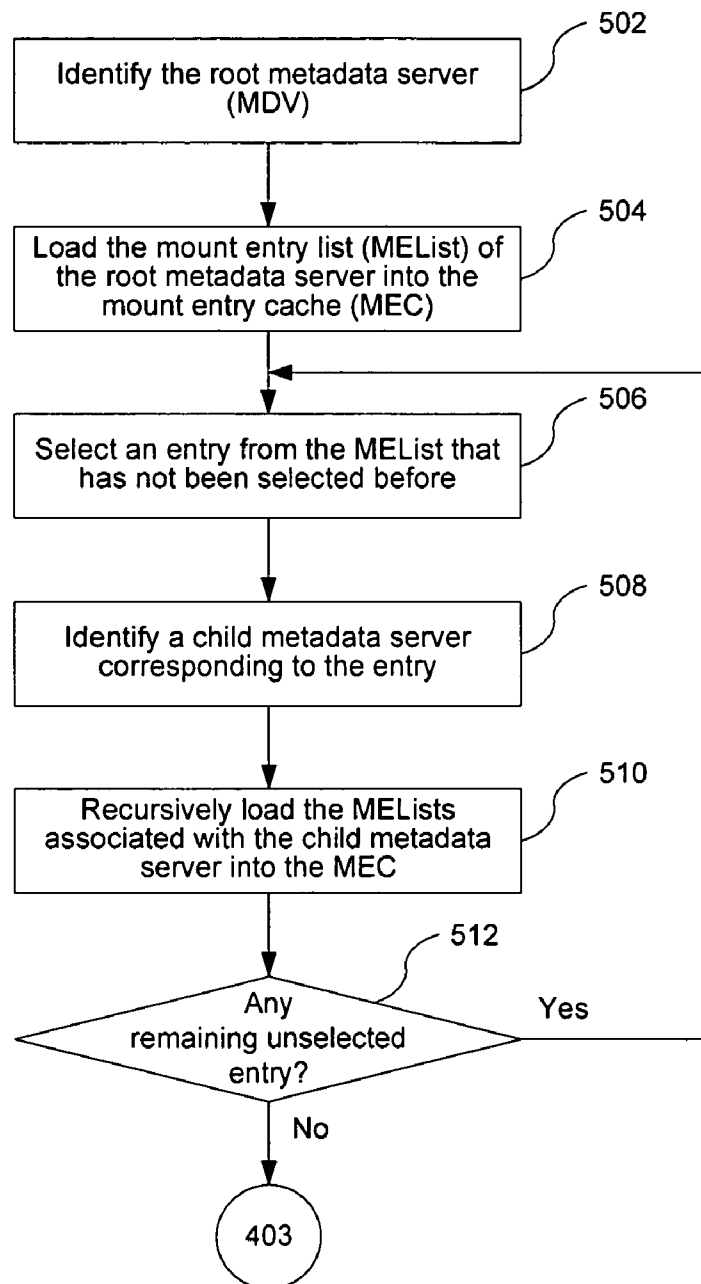 502
Identify the root metadata server
(MDV)
504
Load the mount entry list (MEList) of
the root metadata server into the
mount entry cache (MEC)
506
Select an entry from the MEList that
has not been selected before
508
Identify a child metadata server
corresponding to the entry
510
Recursively load the MELists
associated with the child metadata
server into the MEC
512
Any
remaining unselected
entry?
Yes
No
403